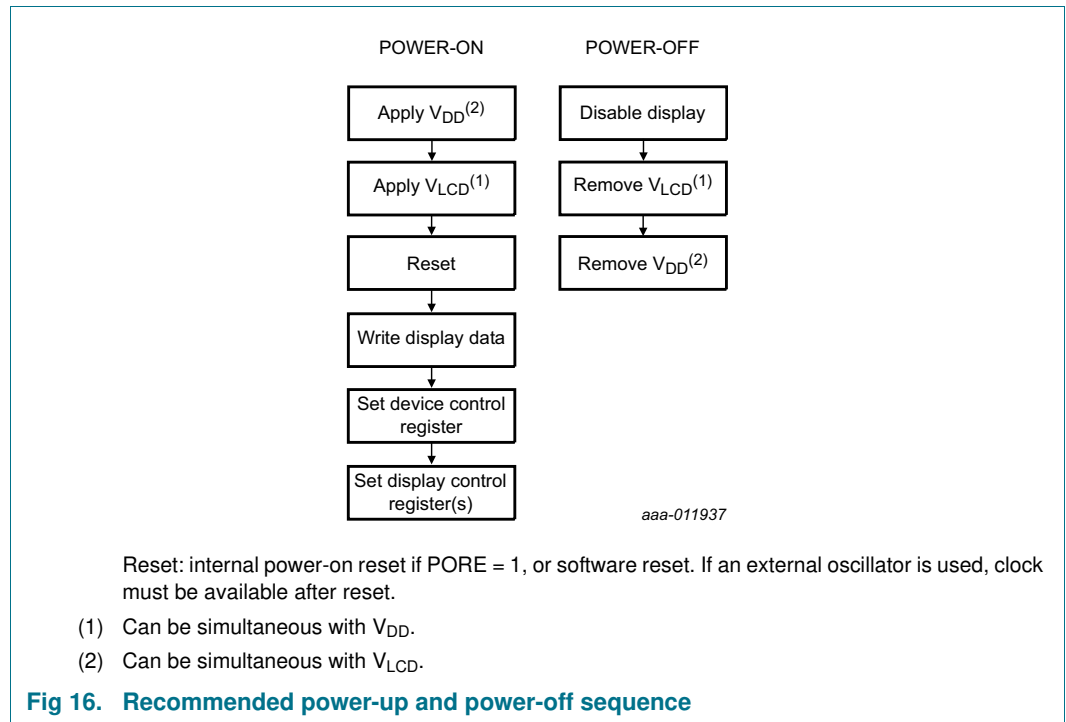 POWER-ON
Apply VDD(2)
Apply VLCD(1)
Reset
Write display data
Set device control
register
Set display control
register(s)
POWER-OFF
Disable display
Remove VLCD(1)
Remove VDD(2)
aaa-011937
Reset: internal power-on reset if PORE = 1, or software reset. If an external oscillator is used, clock
must be available after reset.
(1) Can be simultaneous with VDD.
(2) Can be simultaneous with VLCD.
Fig 16. Recommended power-up and power-off sequence